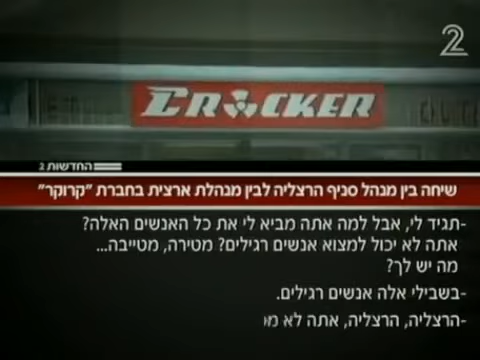 2
CROCKER
החדשות 2
שיחה בין מנהל סניף הרצליה לבין מנהלת ארצית בחברת "קרוקר"
-תגיד לי, אבל למה אתה מביא לי את כל האנשים האלה?
אתה לא יכול למצוא אנשים רגילים? מטירה, מטייבה...
מה יש לך?
-בשבילי אלה אנשים רגילים.
-הרצליה, הרצליה, אתה לא